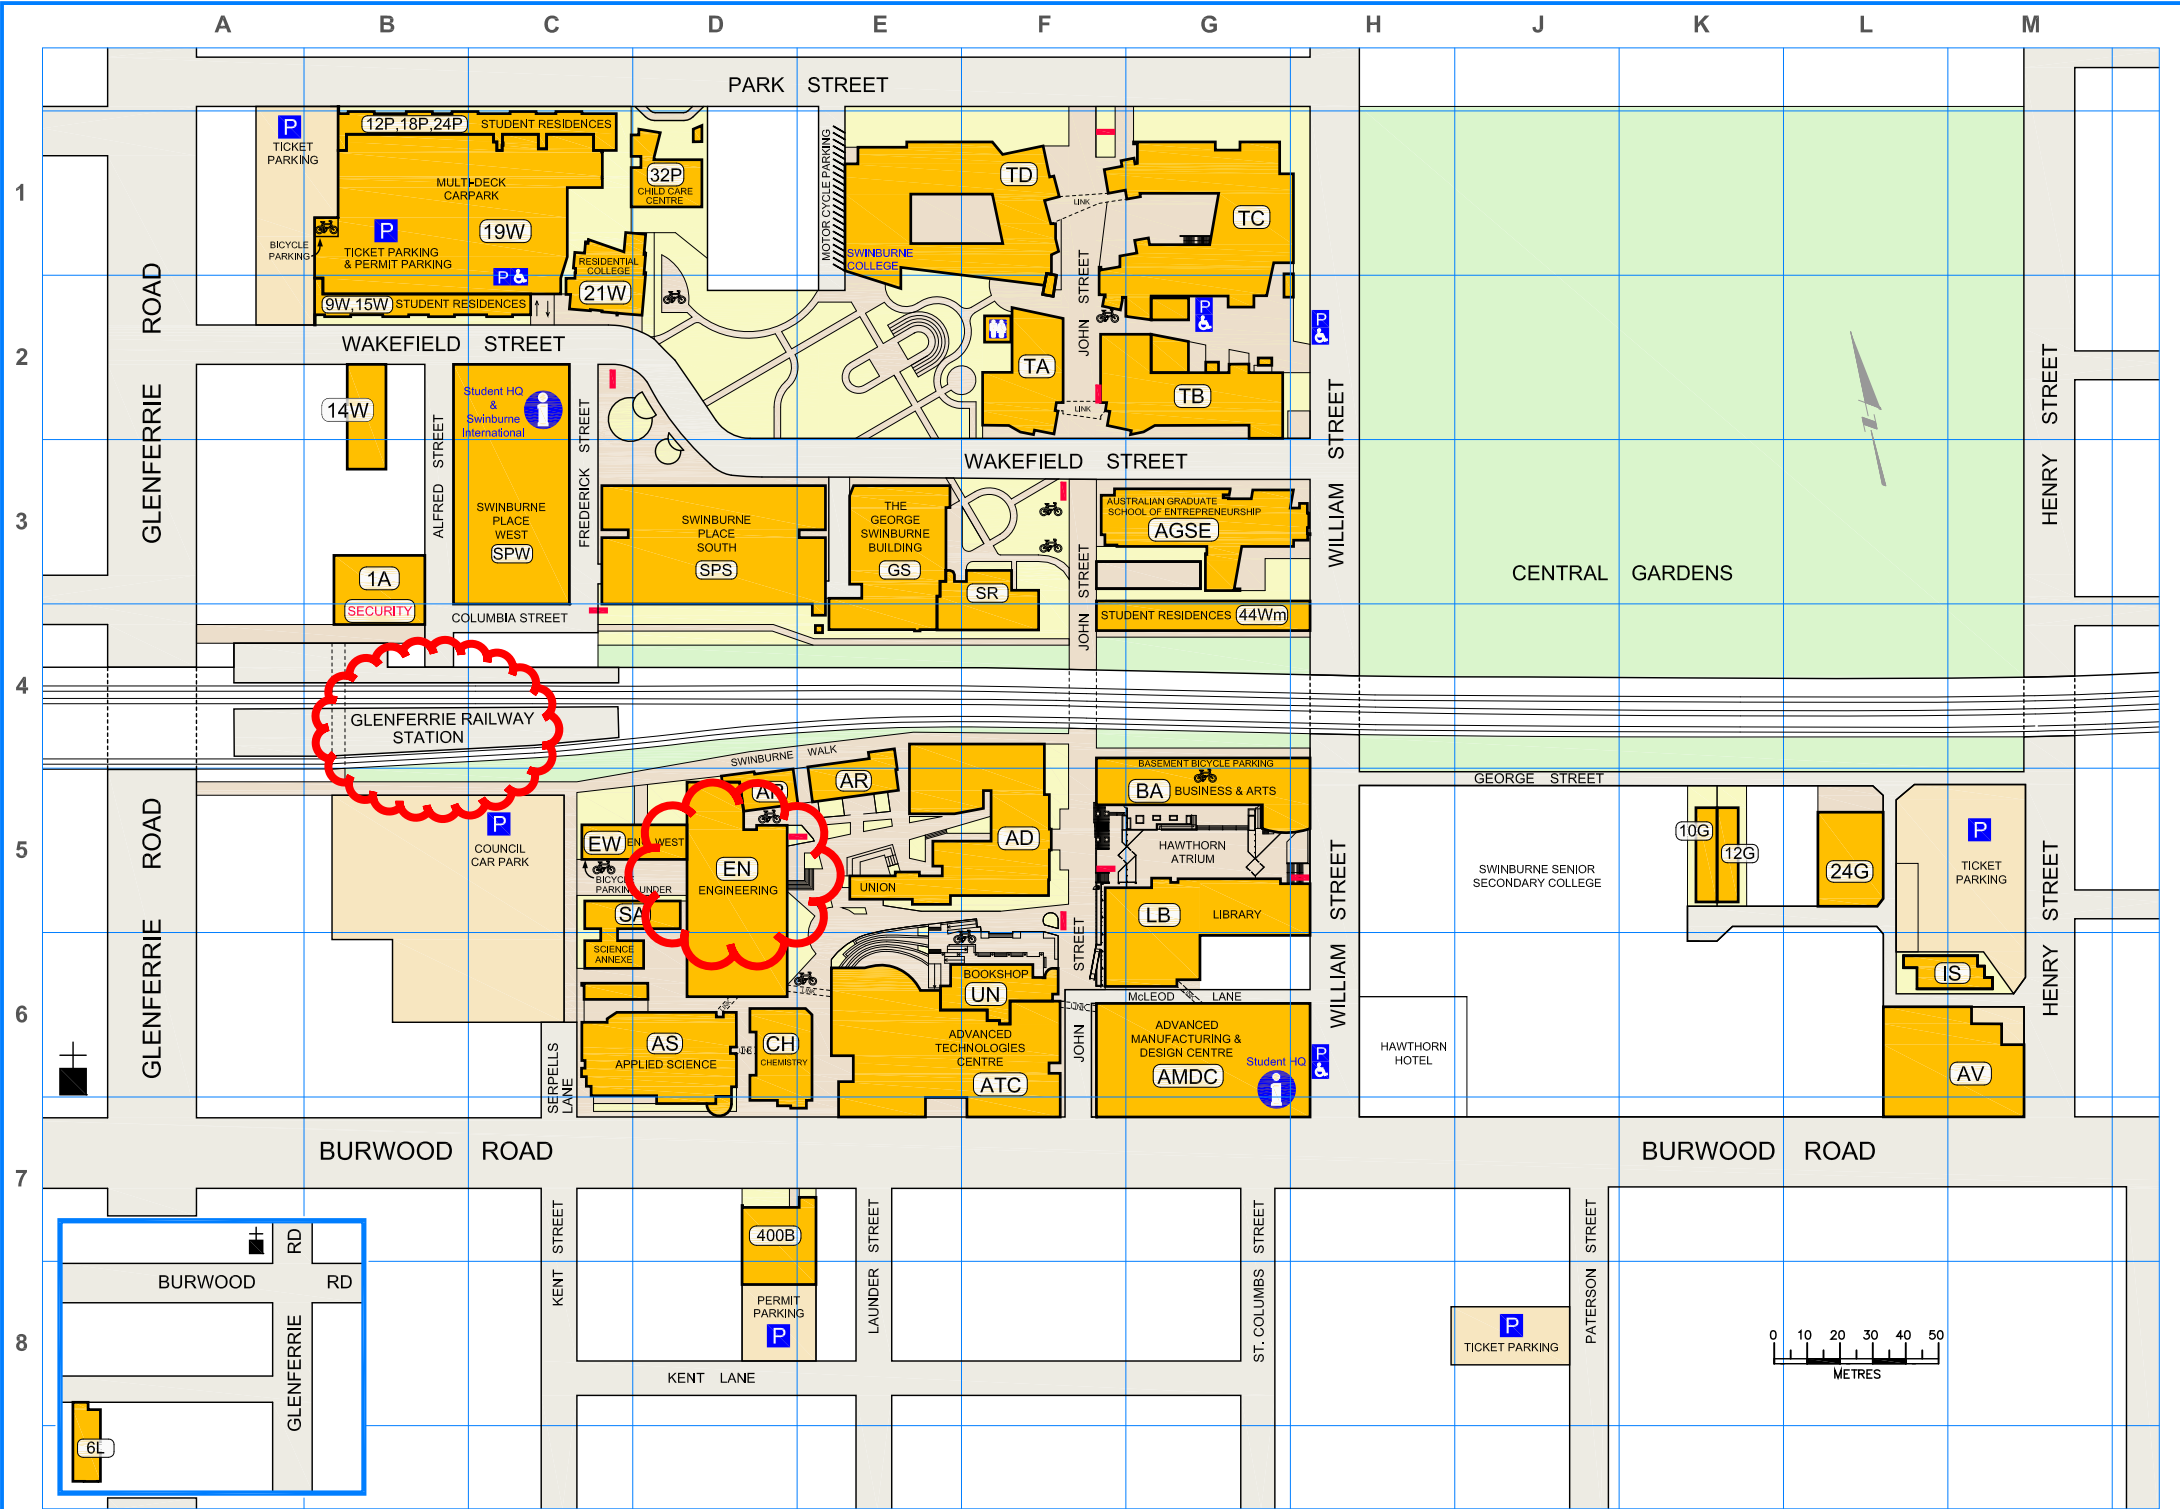 A B C D E F G H J K L M
PARK STREET
12P,18P,24P STUDENT RESIDENCES
P
TICKET
PARKING
MULTI-DECK
CARPARK
19W
P
TICKET PARKING
& PERMIT PARKING
BICYCLE
PARKING
P
9W,15W STUDENT RESIDENCES
32P
CHILD CARE
CENTRE
RESIDENTIAL
COLLEGE
21W
MOTOR CYCLE PARKING
TD
SWINBURNE
COLLEGE
LINK
TC
1
GLENFERRIE ROAD
WAKEFIELD STREET
2
14W
ALFRED STREET
Student HQ
&
Swinburne
International
i
FREDERICK STREET
TA
JOHN STREET
LINK
TB
P
P
WILLIAM STREET
HENRY STREET
WAKEFIELD STREET
3
SWINBURNE
PLACE
WEST
SPW
SWINBURNE
PLACE
SOUTH
SPS
THE
GEORGE
SWINBURNE
BUILDING
GS
SR
AUSTRALIAN GRADUATE
SCHOOL OF ENTREPRENEURSHIP
AGSE
JOHN STREET
CENTRAL GARDENS
1A
SECURITY
COLUMBIA STREET
STUDENT RESIDENCES 44Wm
4
GLENFERRIE RAILWAY
STATION
SWINBURNE WALK
AR
BASEMENT BICYCLE PARKING
BA BUSINESS & ARTS
GEORGE STREET
5
GLENFERRIE ROAD
P
COUNCIL
CAR PARK
EW WEST
BICYCLE
PARKING UNDER
SA
SCIENCE
ANNEXE
EN
ENGINEERING
AD
UNION
HAWTHORN
ATRIUM
LB LIBRARY
SWINBURNE SENIOR
SECONDARY COLLEGE
10G
12G
24G
P
TICKET
PARKING
WILLIAM STREET
HENRY STREET
6
BOOKSHOP
UN
JOHN STREET
McLEOD LANE
IS
SERPELLS
LANE
AS
APPLIED SCIENCE
CH
CHEMISTRY
ADVANCED
TECHNOLOGIES
CENTRE
ATC
ADVANCED
MANUFACTURING &
DESIGN CENTRE
AMDC
Student HQ
i
P
HAWTHORN
HOTEL
AV
BURWOOD ROAD
BURWOOD ROAD
7
KENT STREET
400B
LAUNDER STREET
ST. COLUMBS STREET
PATERSON STREET
PERMIT
PARKING
P
P
TICKET PARKING
8
KENT LANE
0 10 20 30 40 50
METRES
BURWOOD RD
GLENFERRIE RD
6L